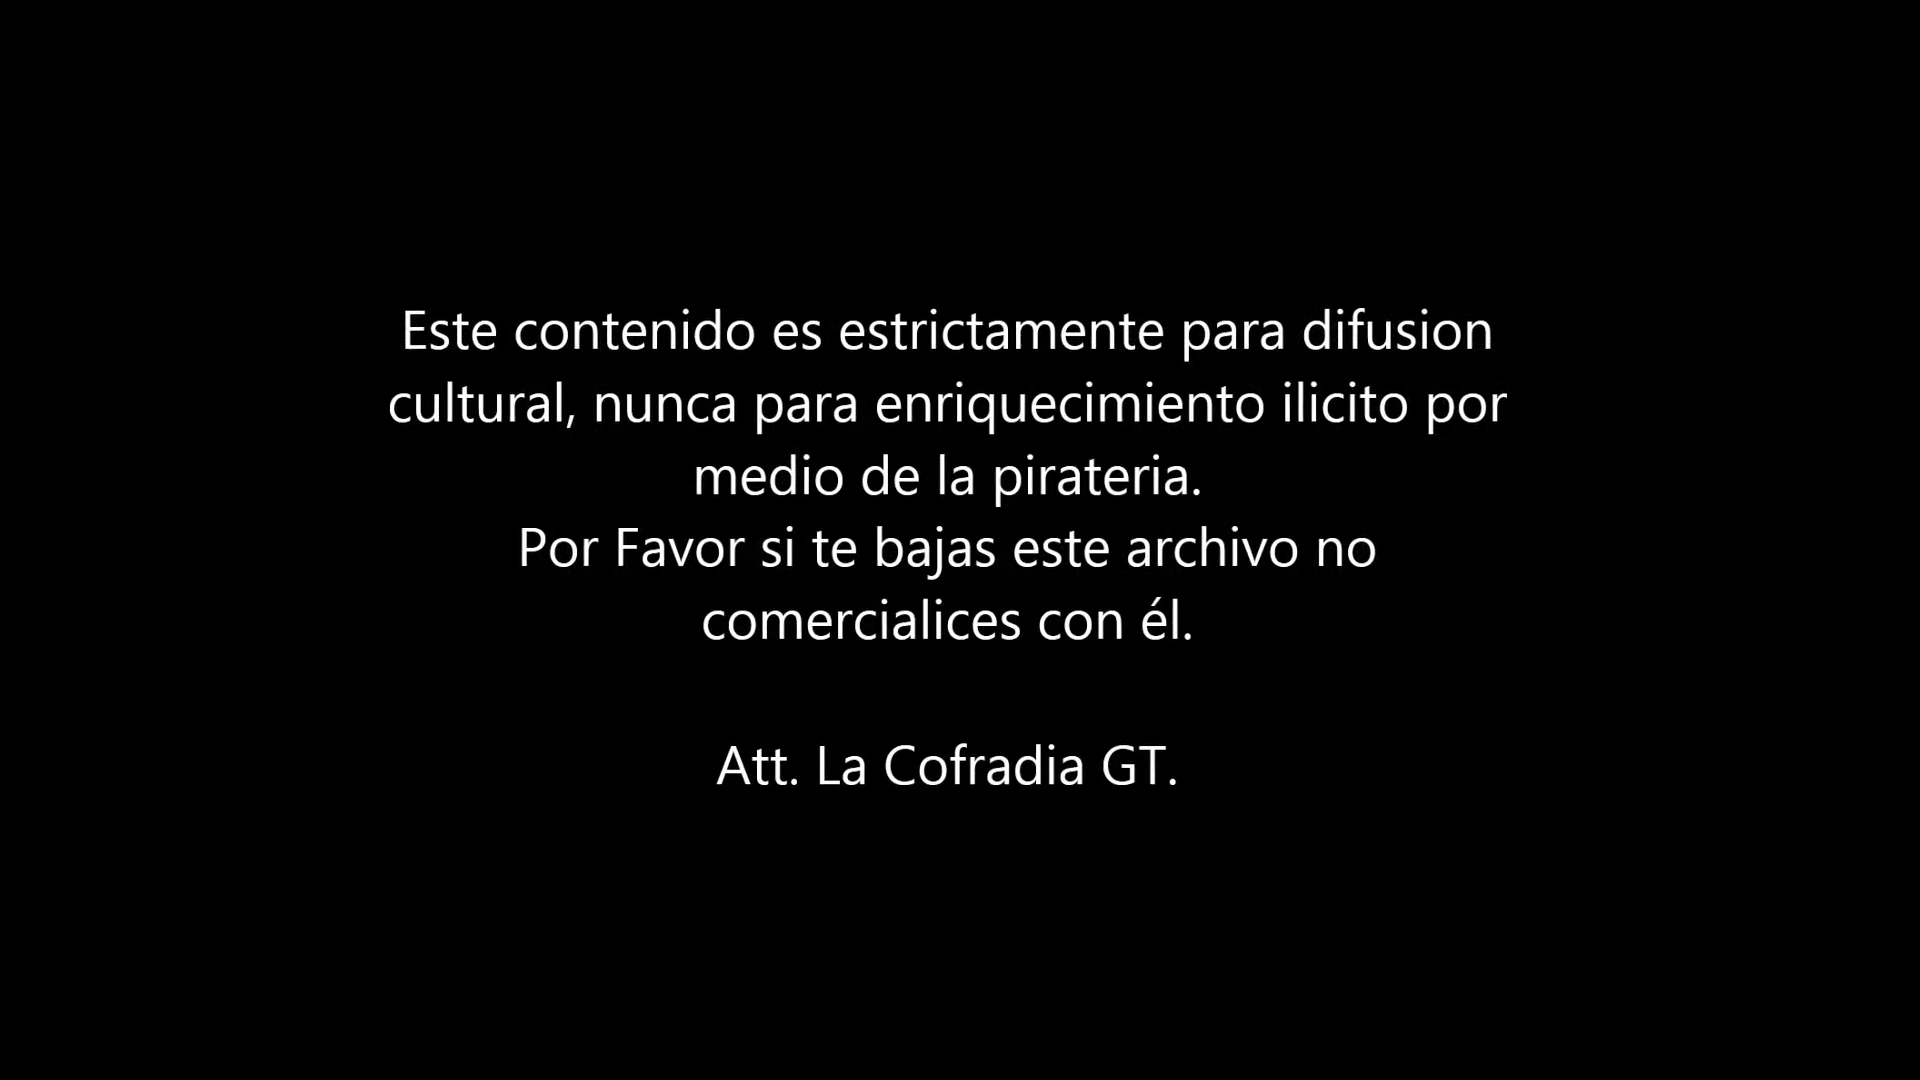 Este contenido es estrictamente para difusion
cultural, nunca para enriquecimiento ilicito por
medio de la pirateria.
Por Favor si te bajas este archivo no
comercialices con él.
Att. La Cofradia GT.